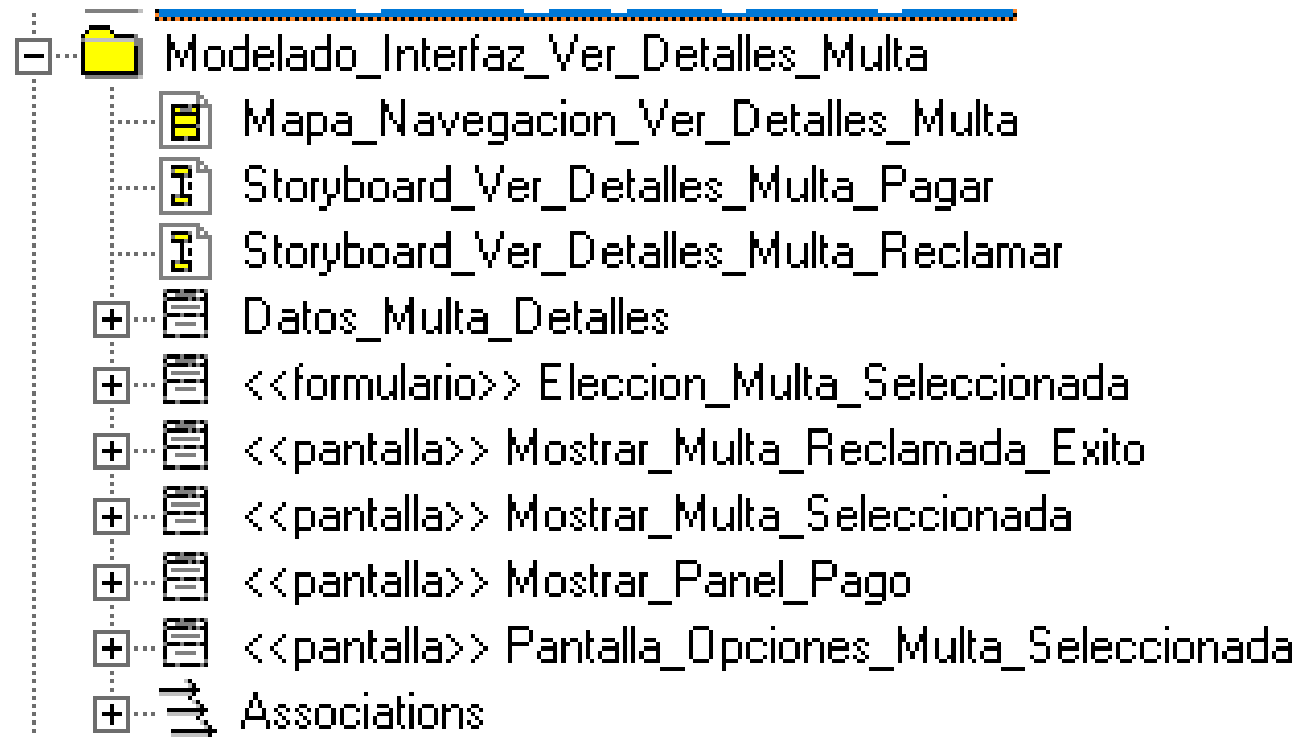 Modelado_Interfaz_Ver_Detalles_Multa
Mapa_Navegacion_Ver_Detalles_Multa
Storyboard_Ver_Detalles_Multa_Pagar
Storyboard_Ver_Detalles_Multa_Reclamar
Datos_Multa_Detalles
<<formulario>> Eleccion_Multa_Seleccionada
<<pantalla>> Mostrar_Multa_Reclamada_Exito
<<pantalla>> Mostrar_Multa_Seleccionada
<<pantalla>> Mostrar_Panel_Pago
<<pantalla>> Pantalla_Opciones_Multa_Seleccionada
Associations